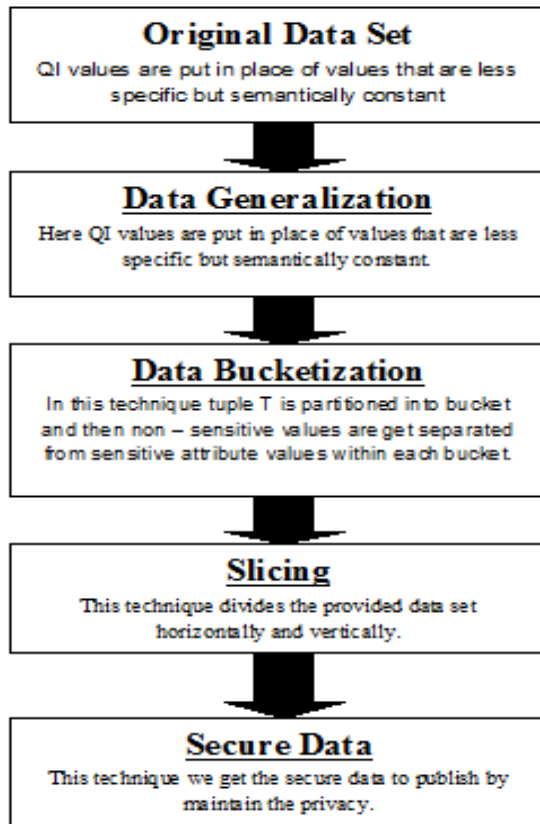 Original Data Set
QI values are put in place of values that are less
specific but semantically constant
Data Generalization
Here QI values are put in place of values that are less
specific but semantically constant.
Data Bucketization
In this technique tuple T is partitioned into bucket
and then non – sensitive values are get separated
from sensitive attribute values within each bucket.
Slicing
This technique divides the provided data set
horizontally and vertically.
Secure Data
This technique we get the secure data to publish by
maintain the privacy.